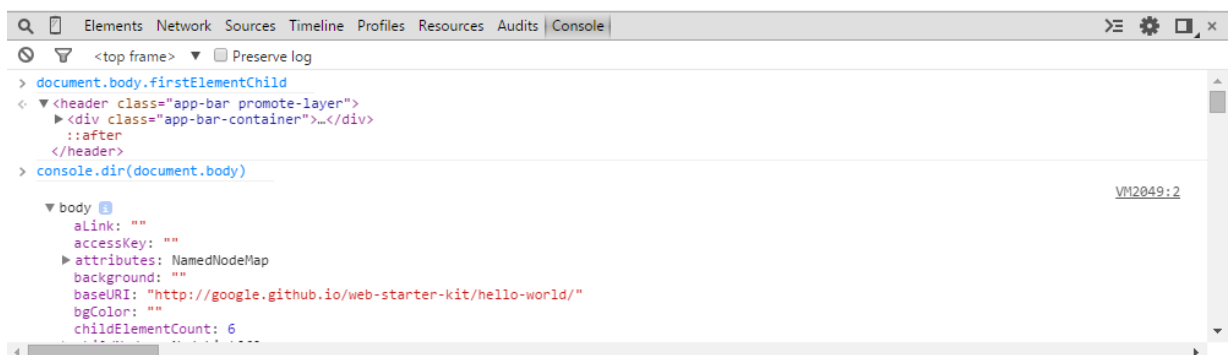 Elements Network Sources Timeline Profiles Resources Audits Console
<top frame> ▼ Preserve log
> document.body.firstElementChild
<header class="app-bar promote-layer">
<div class="app-bar-container">…</div>
::after
</header>
> console.dir(document.body)
VM2049:2
body
aLink: ""
accessKey: ""
attributes: NamedNodeMap
background: ""
baseURI: "http://google.github.io/web-starter-kit/hello-world/"
bgColor: ""
childElementCount: 6